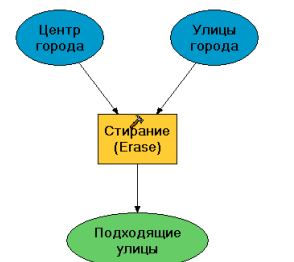 Центр
города
Улицы
города
Стирание
(Erase)
Подходящие
улицы